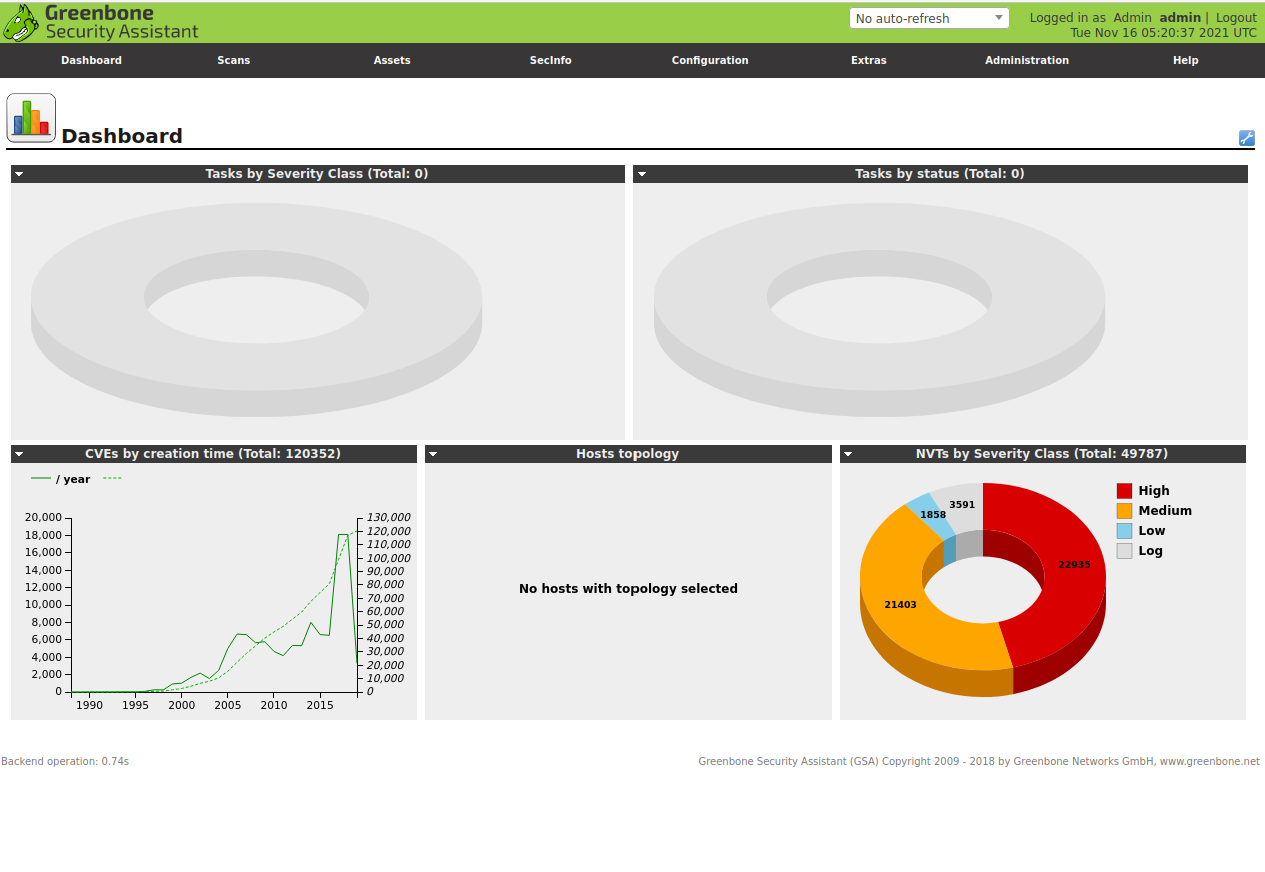 Greenbone
Security Assistant
No auto-refresh
Logged in as Admin admin | Logout
Tue Nov 16 05:20:37 2021 UTC
Dashboard Scans Assets SecInfo Configuration Extras Administration Help
Dashboard
Tasks by Severity Class (Total: 0)
Tasks by status (Total: 0)
CVEs by creation time (Total: 120352)
/ year
20,000
18,000
16,000
14,000
12,000
10,000
8,000
6,000
4,000
2,000
0
130,000
120,000
110,000
100,000
90,000
80,000
70,000
60,000
50,000
40,000
30,000
20,000
10,000
0
1990 1995 2000 2005 2010 2015
Hosts topology
No hosts with topology selected
NVTs by Severity Class (Total: 49787)
3591
1858
22935
21403
High
Medium
Low
Log
Backend operation: 0.74s
Greenbone Security Assistant (GSA) Copyright 2009 - 2018 by Greenbone Networks GmbH, www.greenbone.net